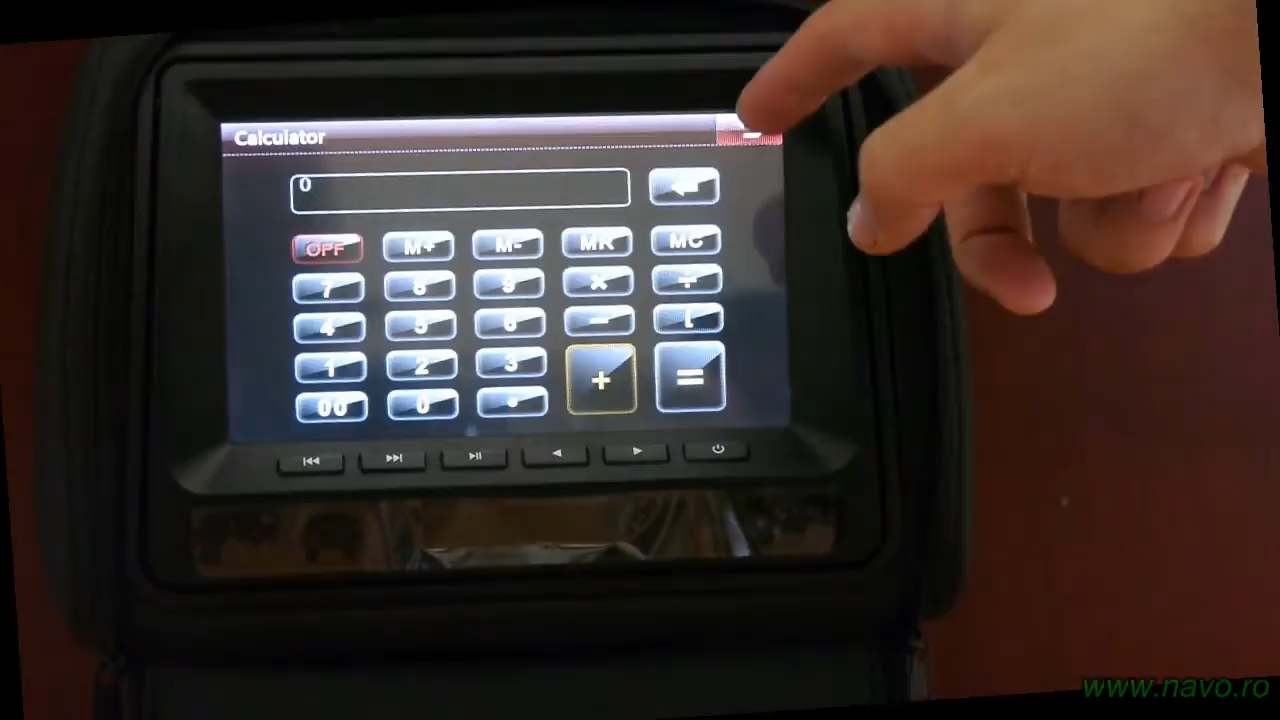 Calculator
0
OFF M+ M- MR MC
7 8 9 × ÷
4 5 6 −
1 2 3 + =
00 0 .
www.navo.ro